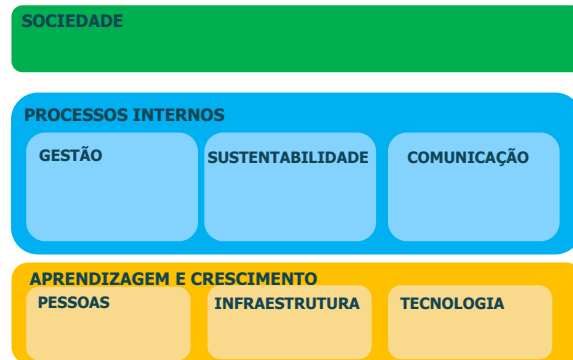 SOCIEDADE
PROCESSOS INTERNOS
GESTÃO
SUSTENTABILIDADE
COMUNICAÇÃO
APRENDIZAGEM E CRESCIMENTO
PESSOAS
INFRAESTRUTURA
TECNOLOGIA